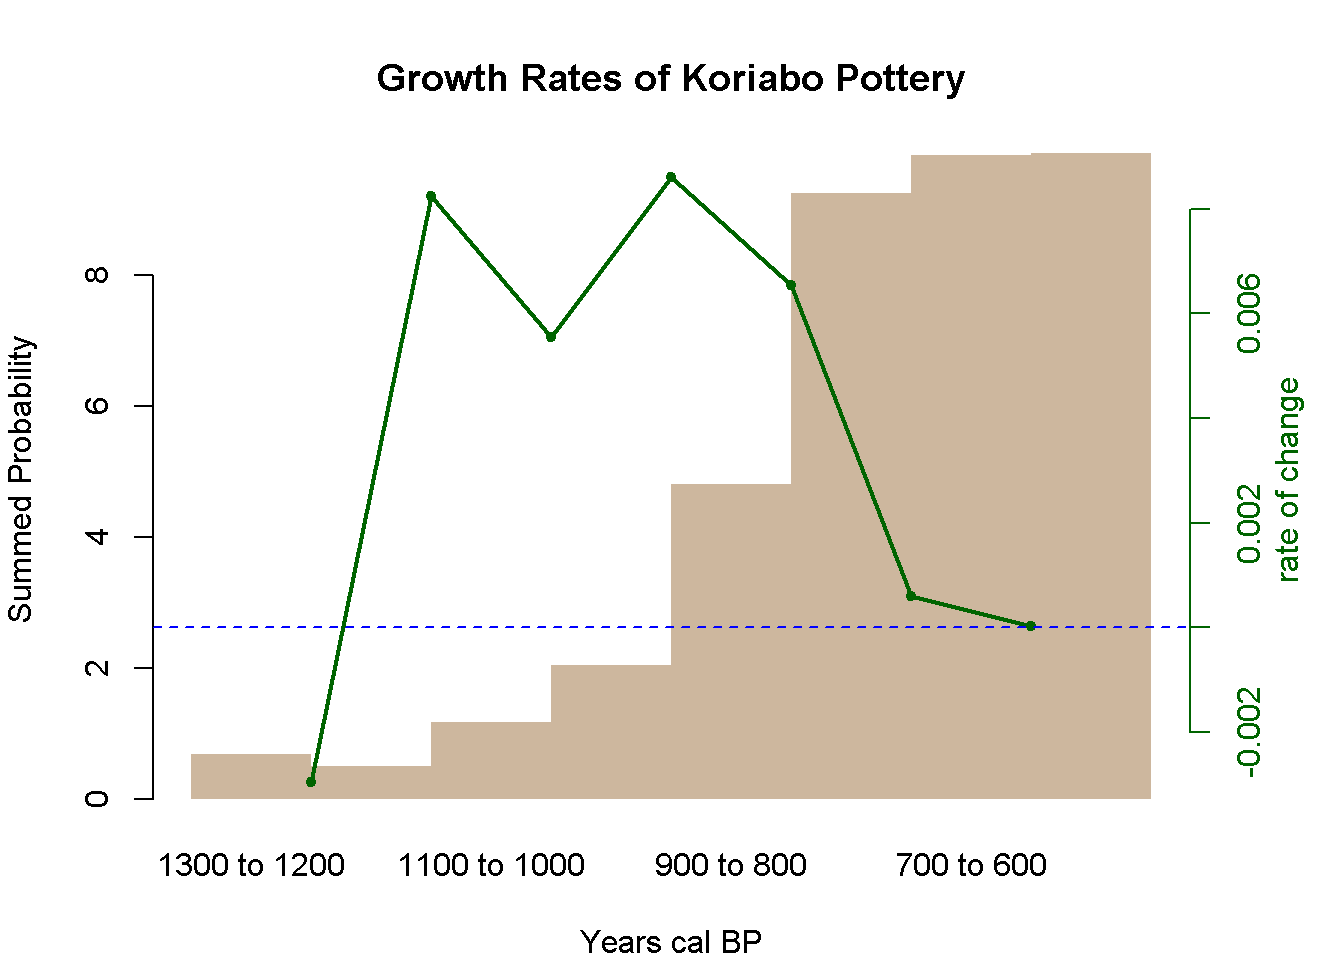 Growth Rates of Koriabo Pottery
Summed Probability
8
6
4
2
0
0.006
0.002
-0.002
rate of change
1300 to 1200
1100 to 1000
900 to 800
700 to 600
Years cal BP